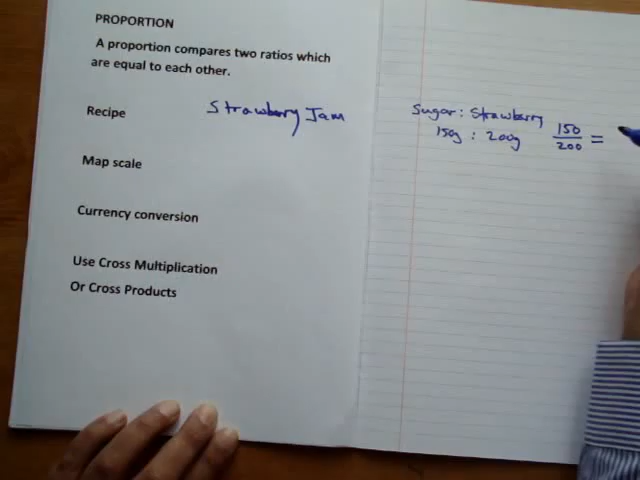 PROPORTION
A proportion compares two ratios which
are equal to each other.
Recipe Strawberry Jam
Map scale
Currency conversion
Use Cross Multiplication
Or Cross Products
Sugar : Strawberry
150g : 200g 150/200 =